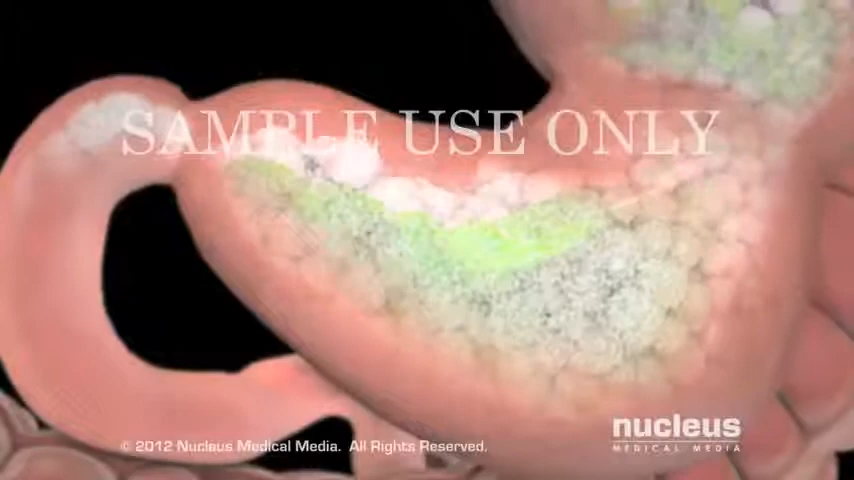 SAMPLE USE ONLY
© 2012 Nucleus Medical Media. All Rights Reserved.
nucleus
MEDICAL MEDIA